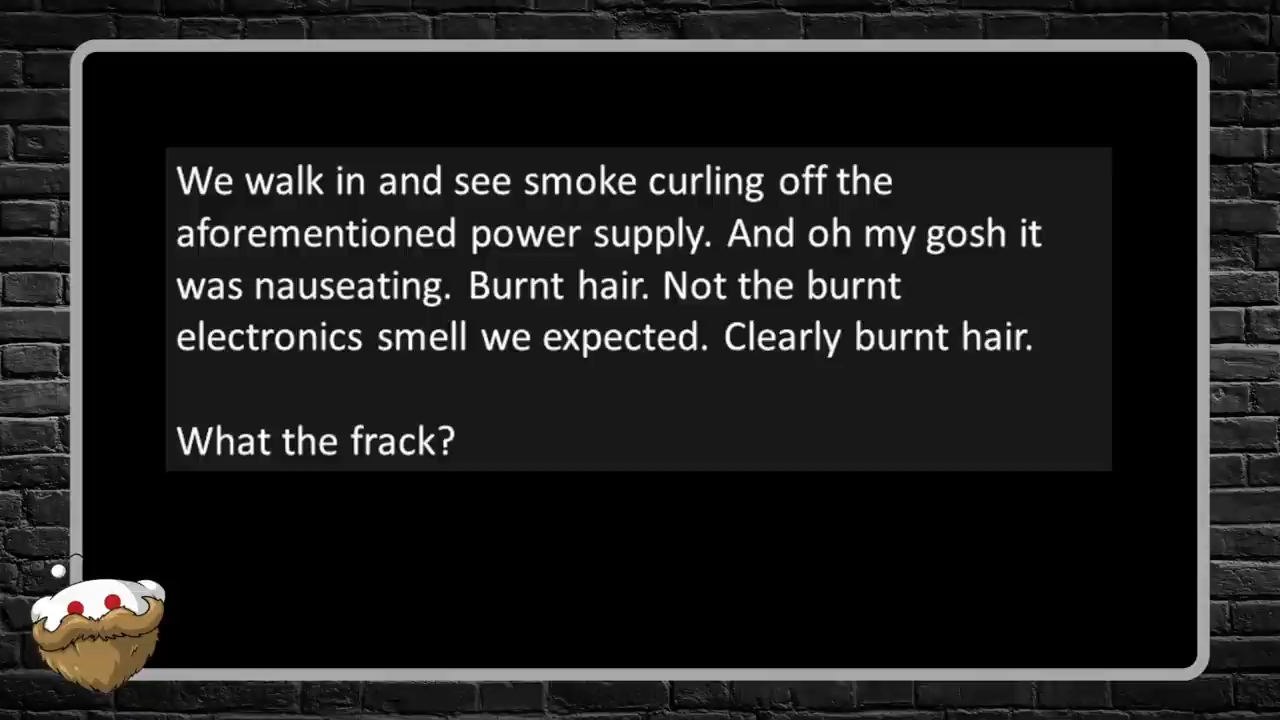 We walk in and see smoke curling off the
aforementioned power supply. And oh my gosh it
was nauseating. Burnt hair. Not the burnt
electronics smell we expected. Clearly burnt hair.
What the frack?